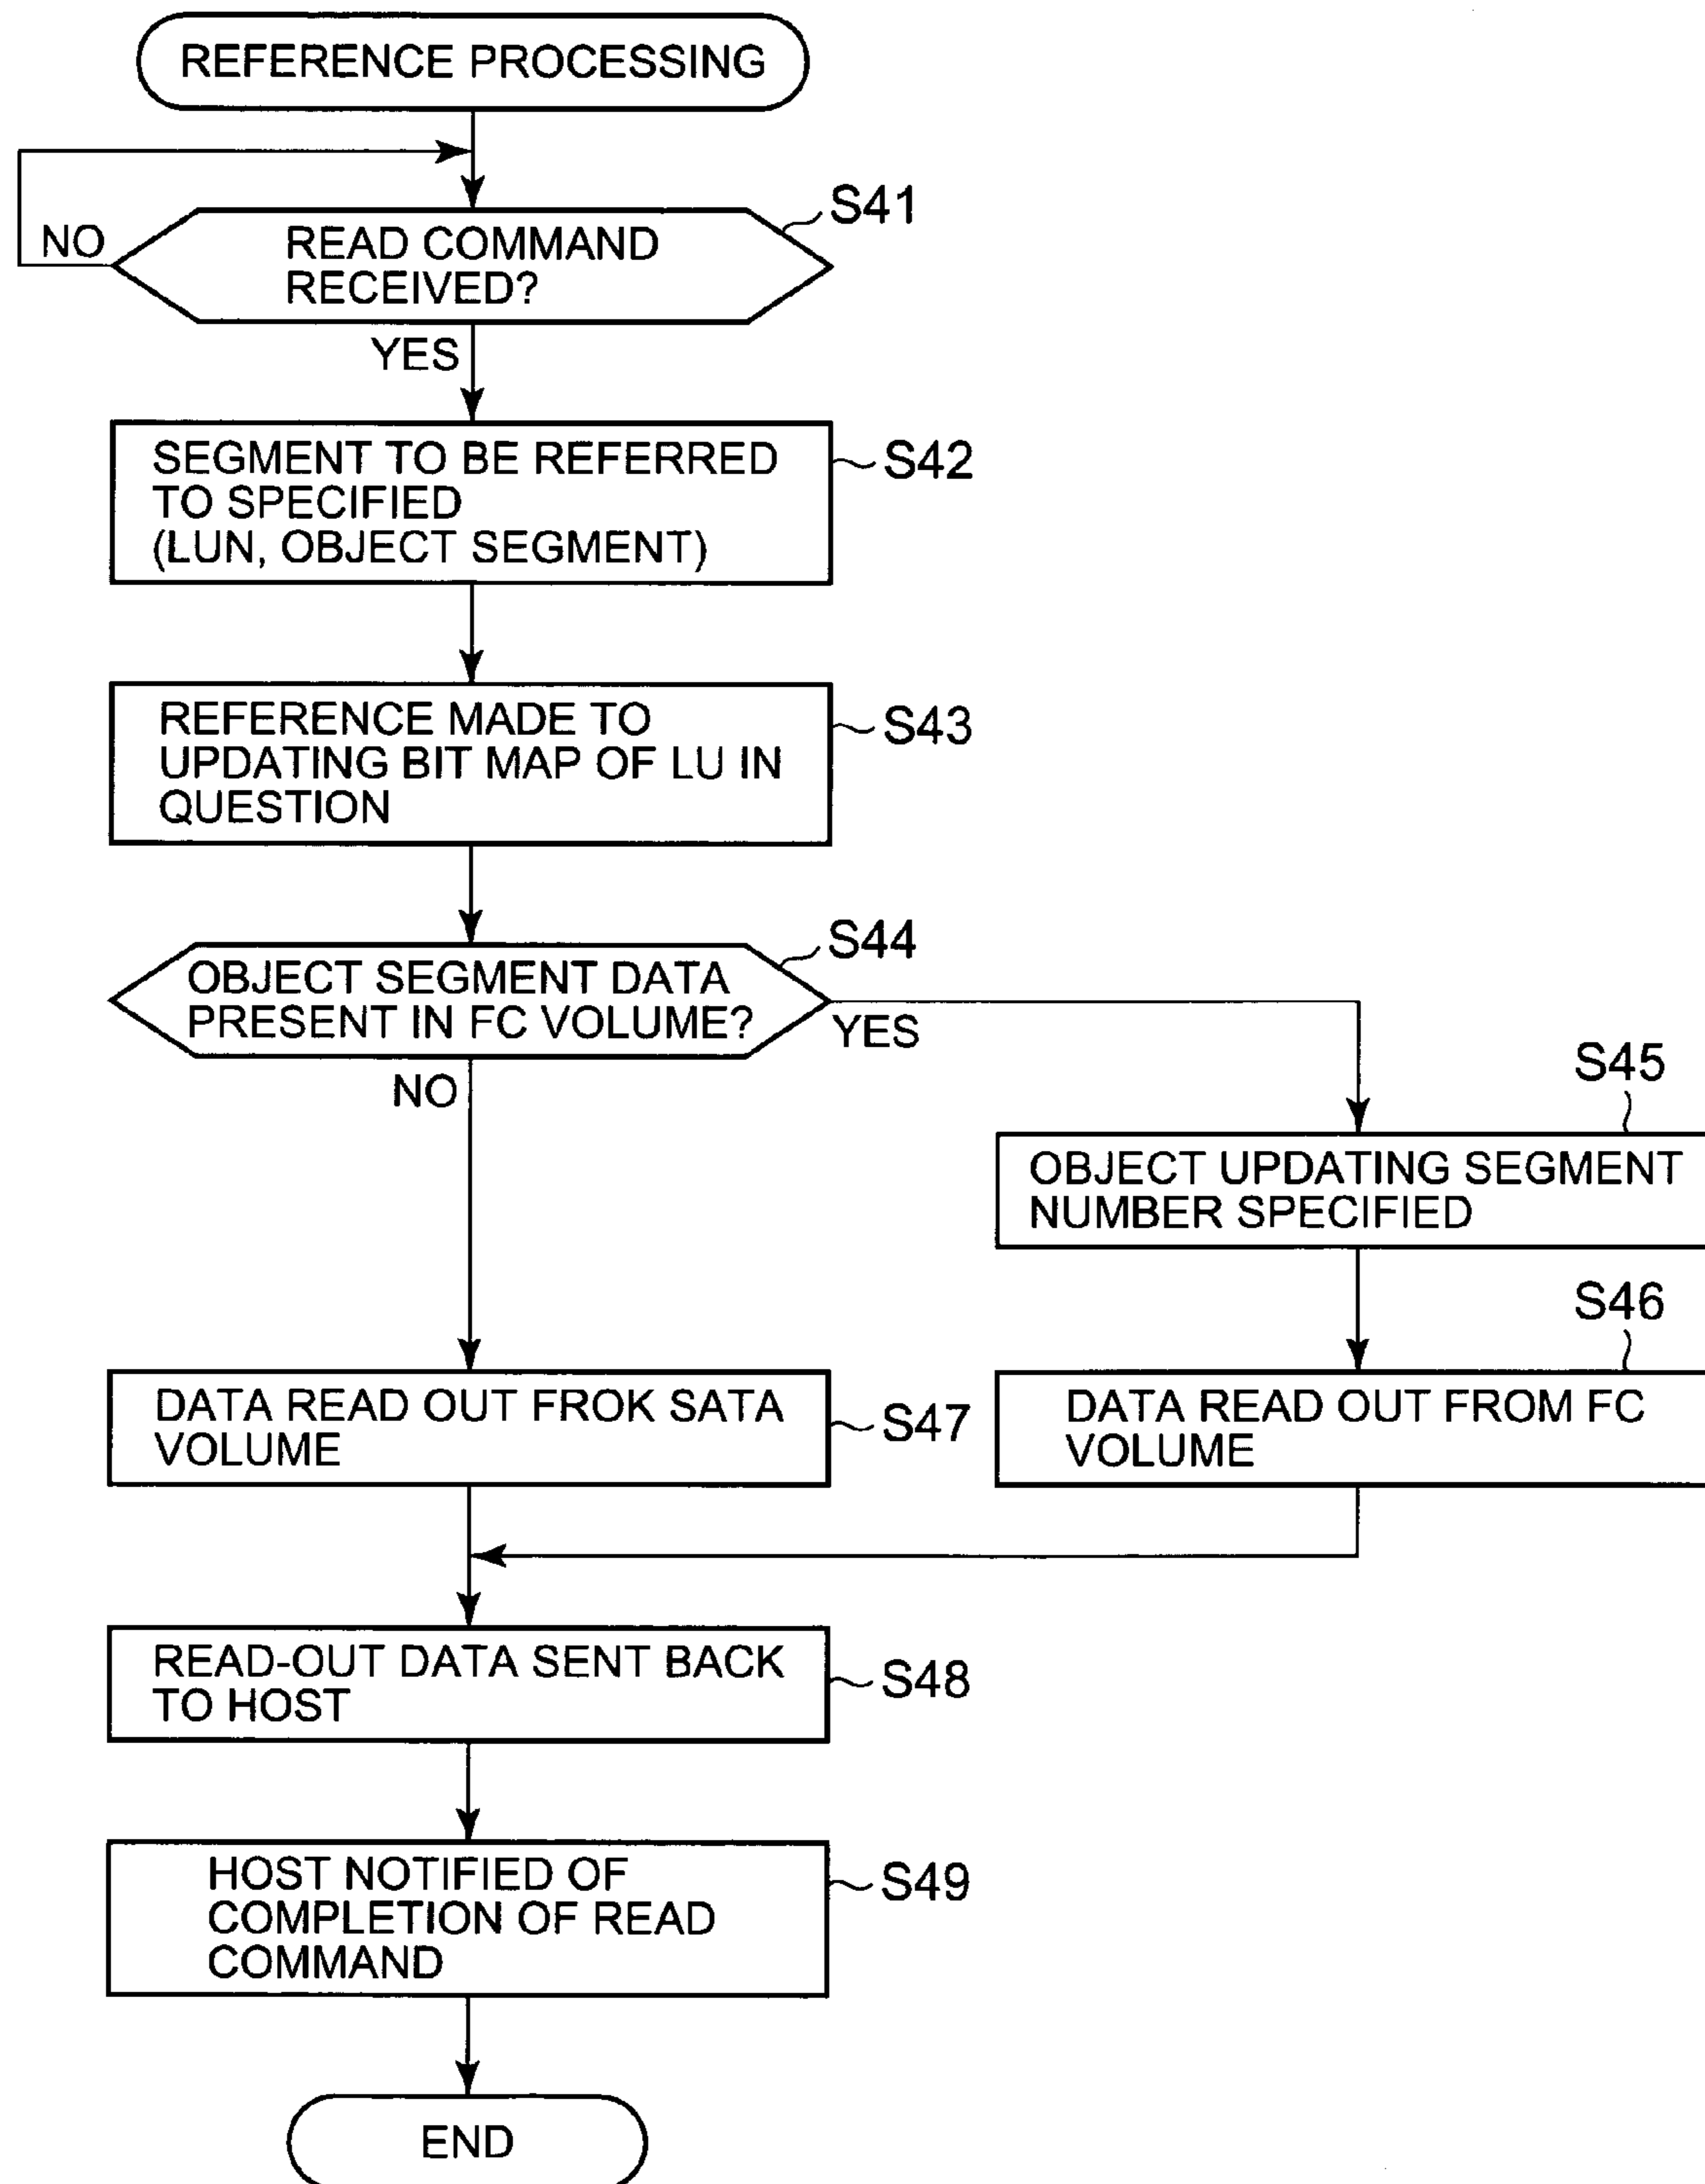 REFERENCE PROCESSING
S41
NO
READ COMMAND
RECEIVED?
YES
SEGMENT TO BE REFERRED
TO SPECIFIED
(LUN, OBJECT SEGMENT)
S42
REFERENCE MADE TO
UPDATING BIT MAP OF LU IN
QUESTION
S43
S44
OBJECT SEGMENT DATA
PRESENT IN FC VOLUME?
YES
NO
S45
OBJECT UPDATING SEGMENT
NUMBER SPECIFIED
S46
DATA READ OUT FROM FC
VOLUME
DATA READ OUT FROK SATA
VOLUME
S47
READ-OUT DATA SENT BACK
TO HOST
S48
HOST NOTIFIED OF
COMPLETION OF READ
COMMAND
S49
END